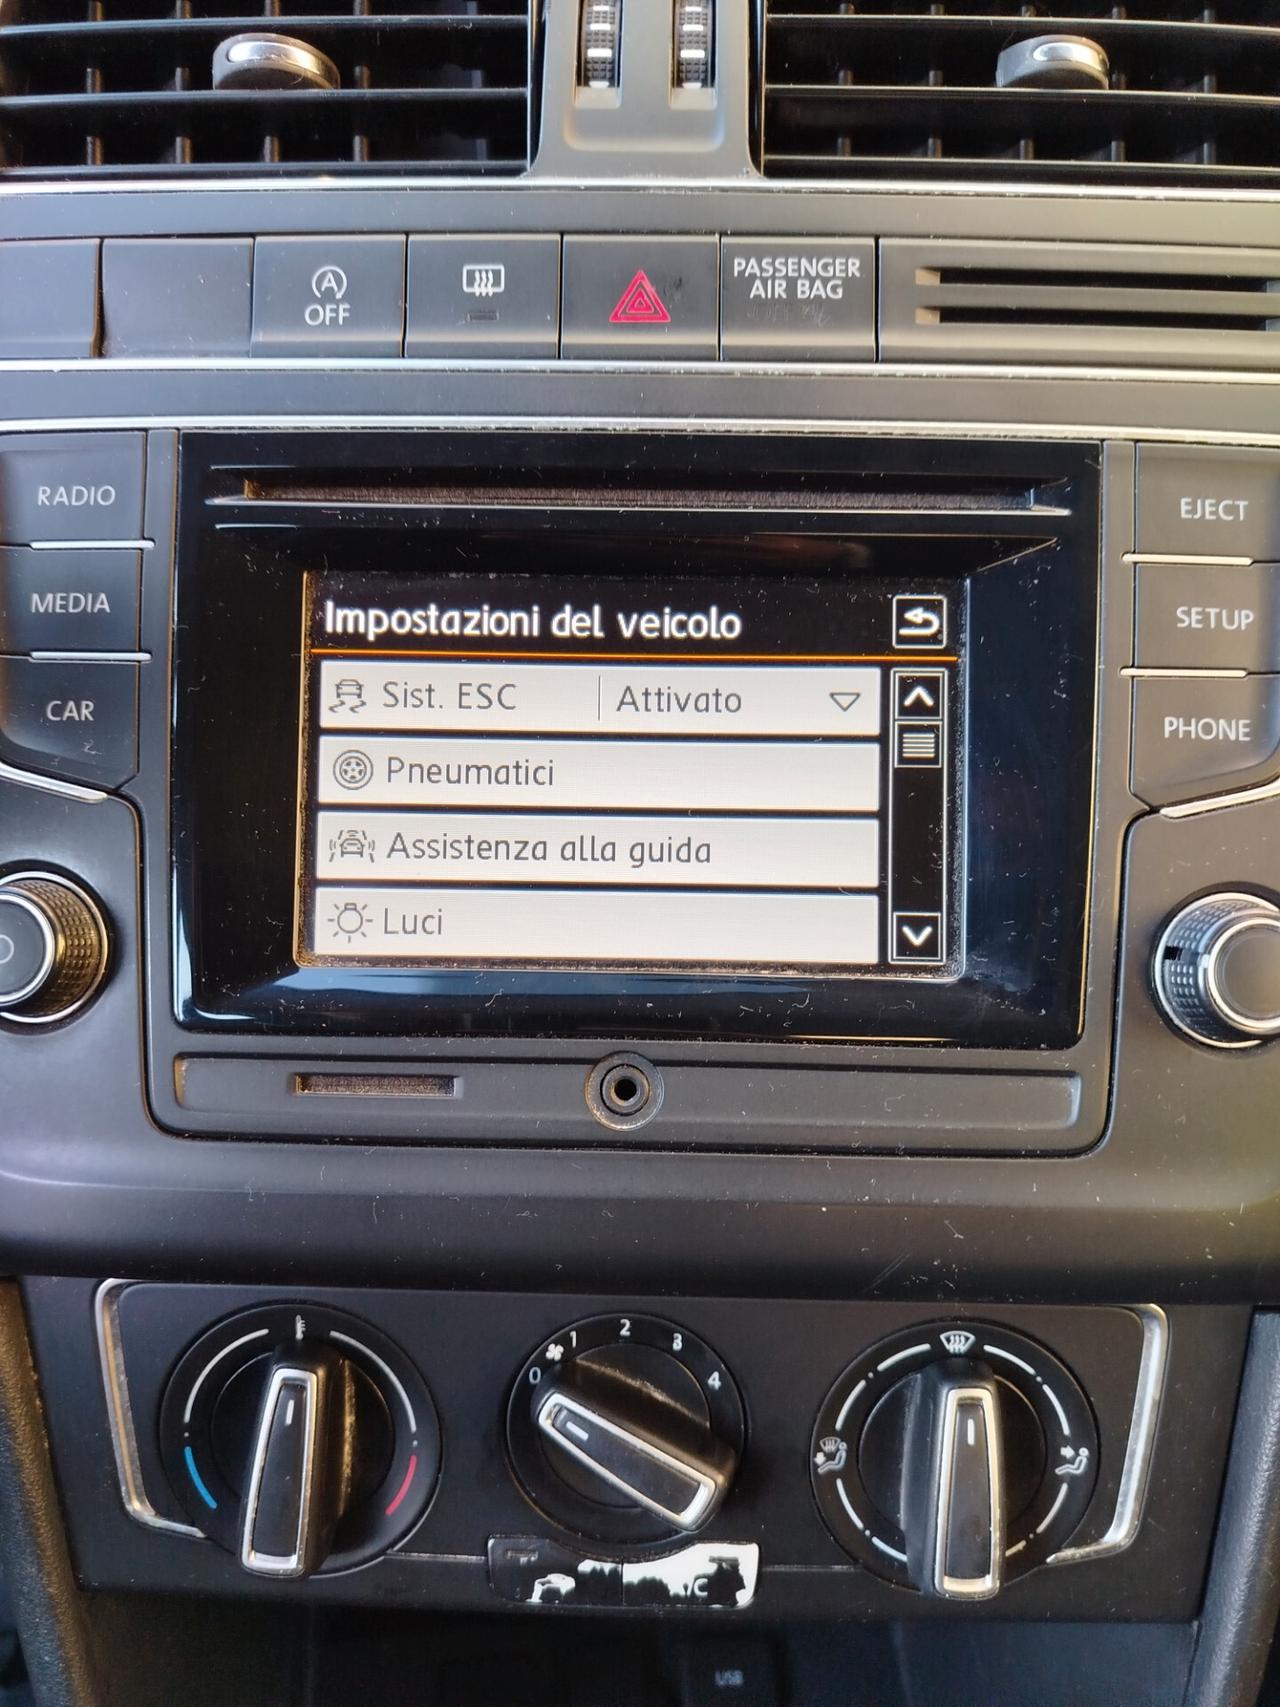 OFF
PASSENGER
AIR BAG
RADIO
EJECT
MEDIA
SETUP
CAR
PHONE
Impostazioni del veicolo
Sist. ESC Attivato
Pneumatici
Assistenza alla guida
Luci
0 1 2 3 4
USB